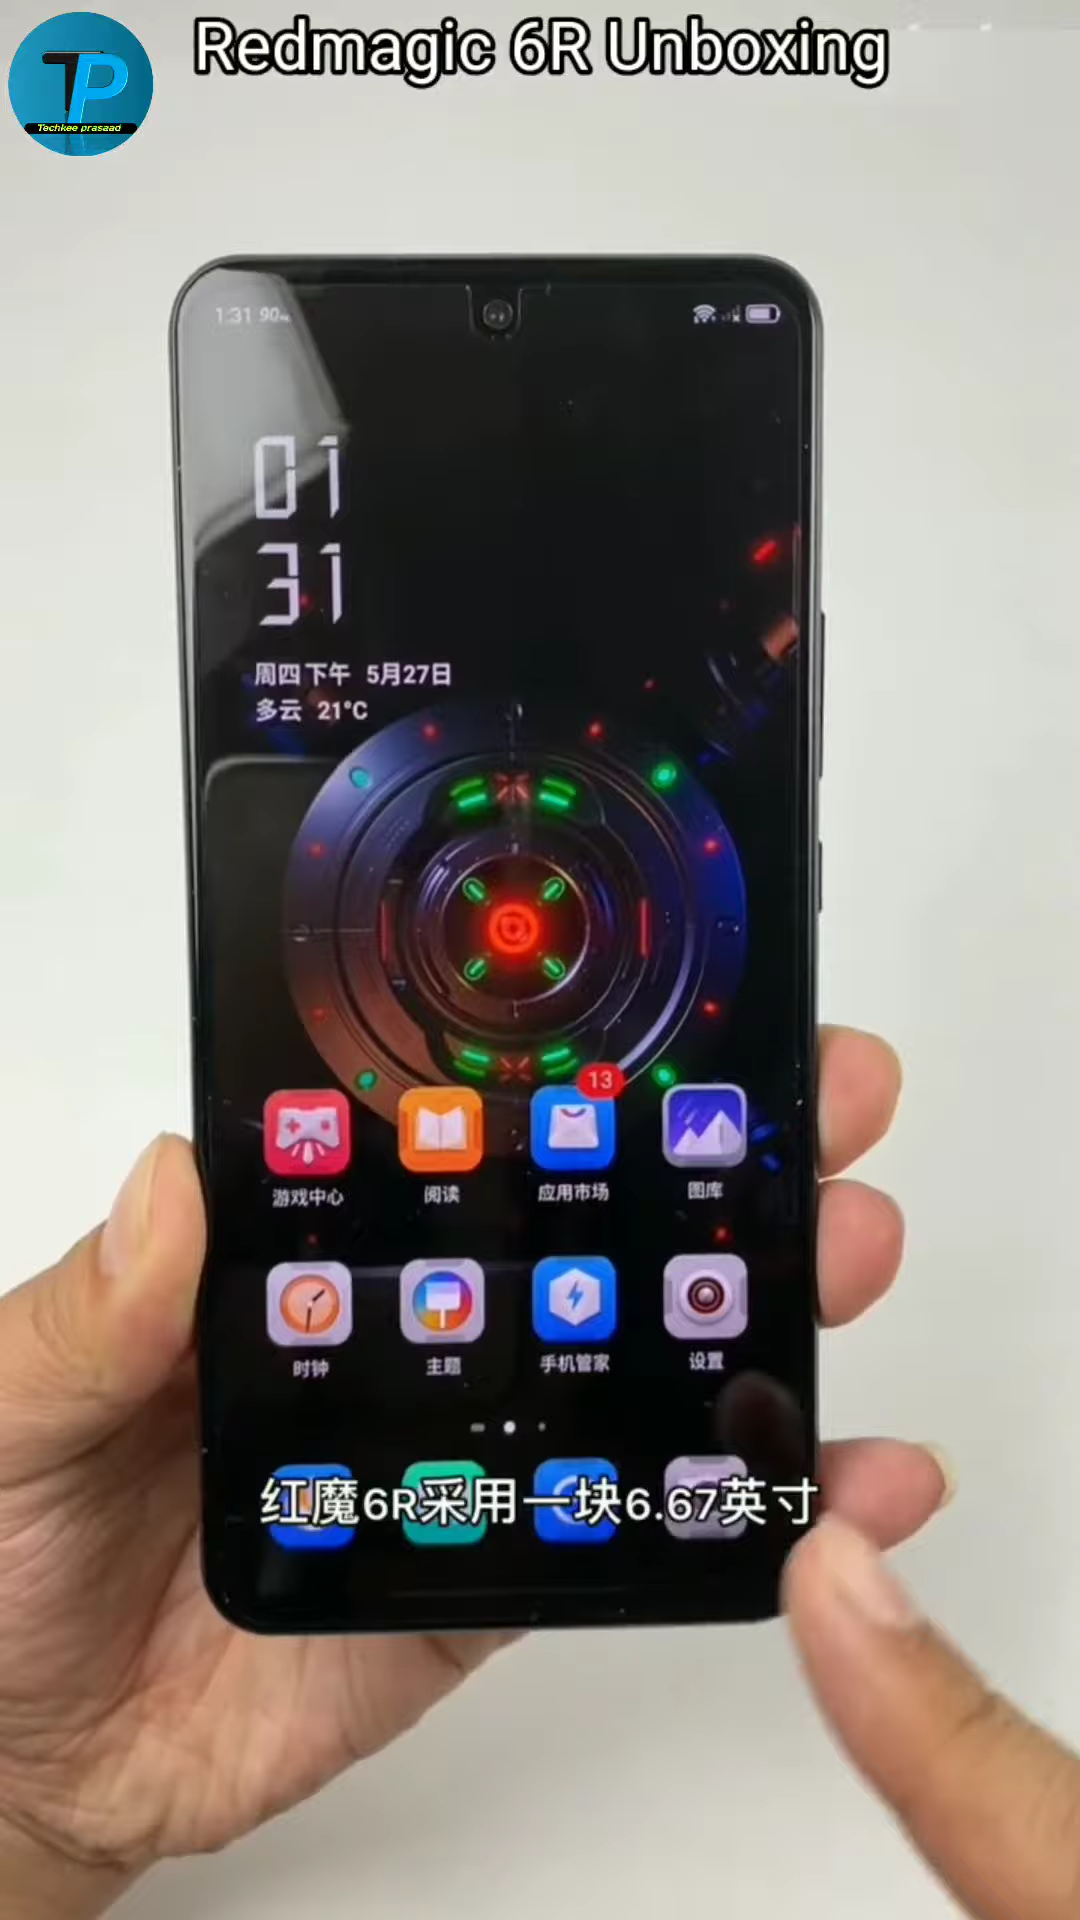 Redmagic 6R Unboxing
TP
Techkee prasaad
1:31 90Hz
01
31
周四下午 5月27日
多云 21°C
13
游戏中心 阅读 应用市场 图库
时钟 主题 手机管家 设置
红魔6R采用一块6.67英寸